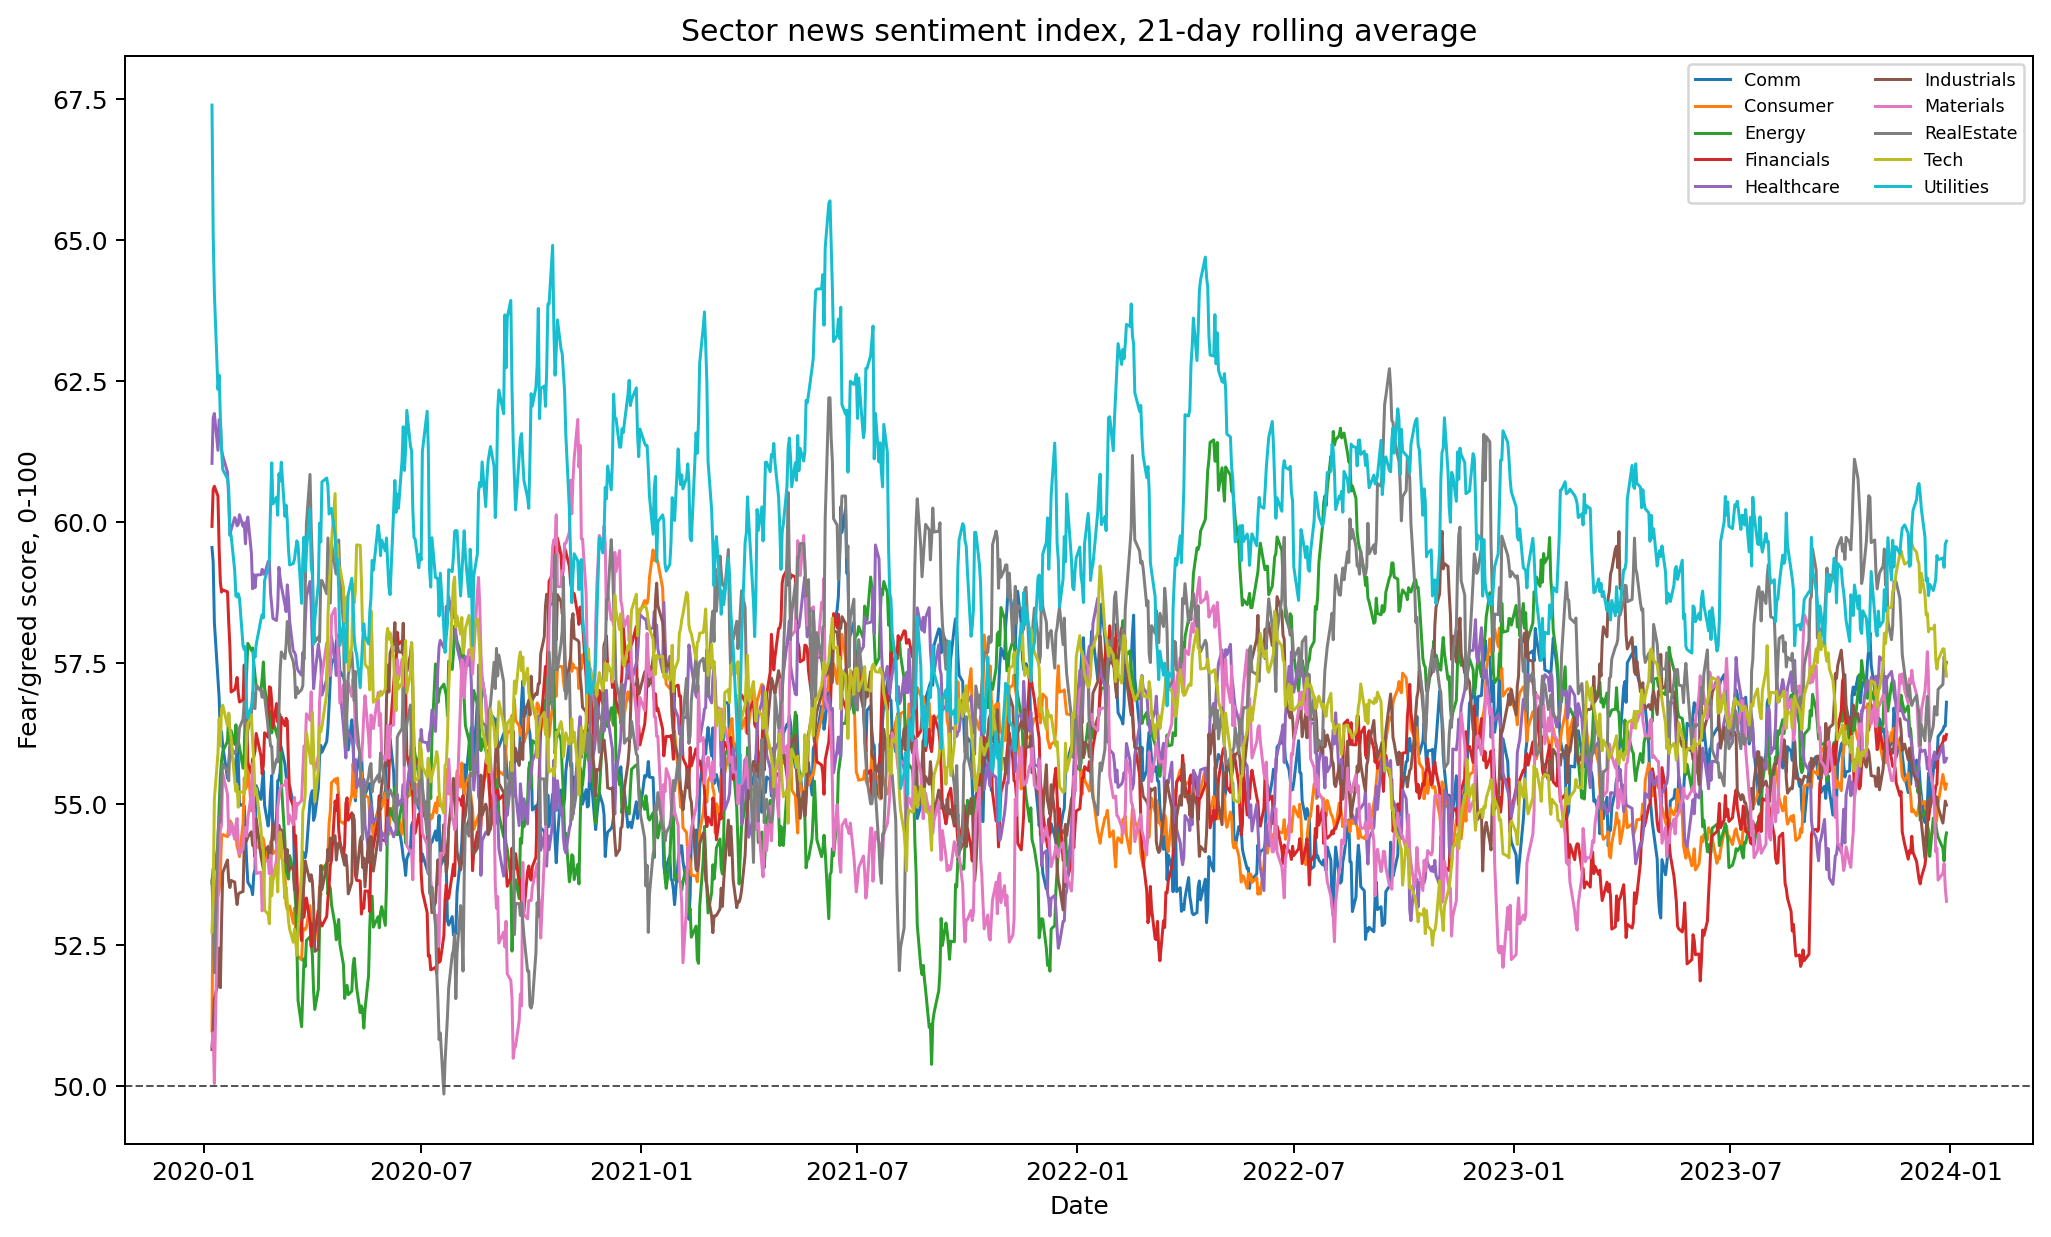 Sector news sentiment index, 21-day rolling average
Fear/greed score, 0-100
67.5
65.0
62.5
60.0
57.5
55.0
52.5
50.0
Comm
Consumer
Energy
Financials
Healthcare
Industrials
Materials
RealEstate
Tech
Utilities
2020-01
2020-07
2021-01
2021-07
2022-01
2022-07
2023-01
2023-07
2024-01
Date